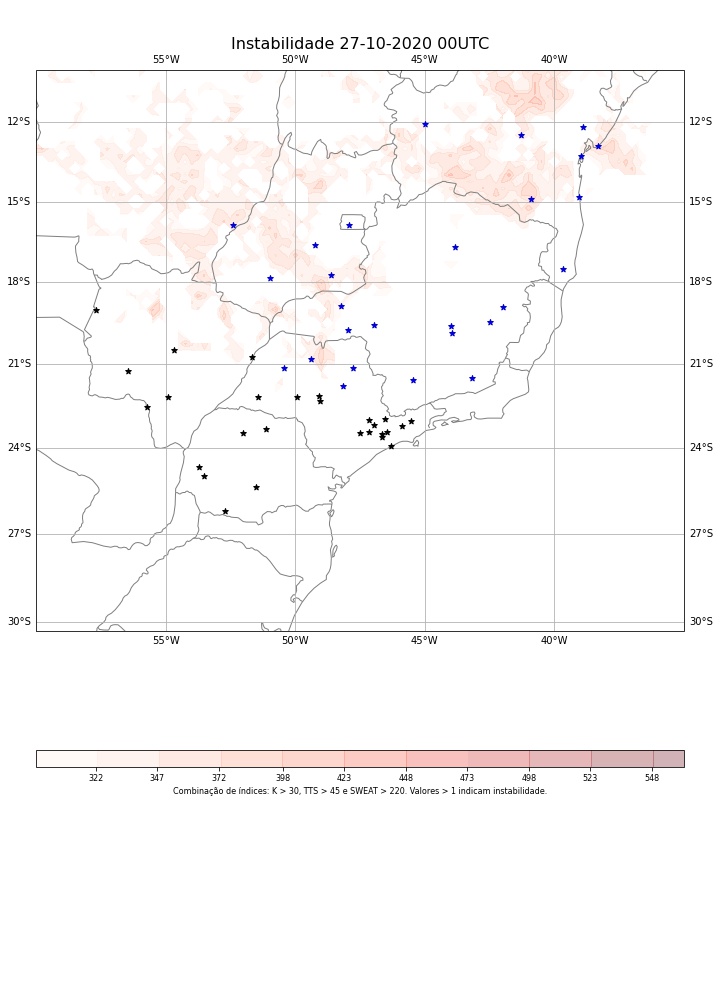 Instabilidade 27-10-2020 00UTC
55°W 50°W 45°W 40°W
12°S 12°S
15°S 15°S
18°S 18°S
21°S 21°S
24°S 24°S
27°S 27°S
30°S 30°S
55°W 50°W 45°W 40°W
322 347 372 398 423 448 473 498 523 548
Combinação de índices: K > 30, TTS > 45 e SWEAT > 220. Valores > 1 indicam instabilidade.